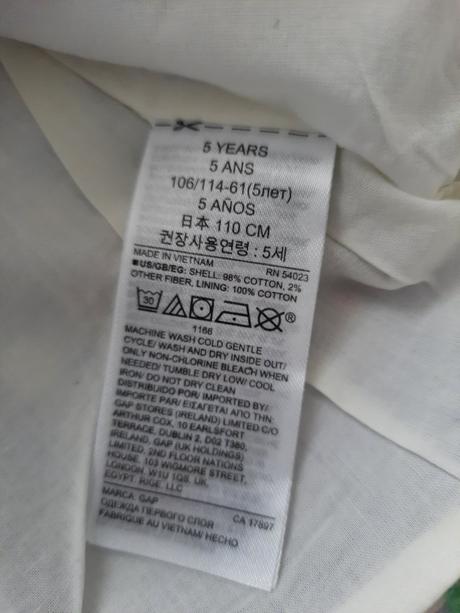 5 YEARS
5 ANS
106/114-61(5лет)
5 AÑOS
日本 110 CM
권장사용연령 : 5세
MADE IN VIETNAM RN 54023
■US/GB/EG: SHELL: 98% COTTON, 2%
OTHER FIBER, LINING: 100% COTTON
30
®
1166
MACHINE WASH COLD GENTLE
CYCLE/ WASH AND DRY INSIDE OUT/
ONLY NON-CHLORINE BLEACH WHEN
NEEDED/ TUMBLE DRY LOW/ COOL
IRON/ DO NOT DRY CLEAN
DISTRIBUIDO POR/ IMPORTED BY/
IMPORTE PAR/ ΕΙΣΑΓΕΤΑΙ ΑΠΟ ΤΗΝ:
GAP STORES (IRELAND) LIMITED C/O
ARTHUR COX, 10 EARLSFORT
TERRACE, DUBLIN 2, D02 T380,
IRELAND, GAP (UK HOLDINGS)
LIMITED, 2ND FLOOR NATIONS
HOUSE, 103 WIGMORE STREET,
LONDON, W1U 1QS, UK.
EGYPT, RIGE, LLC
MARCA: GAP CA 17897
ОДЕЖДА ПЕРВОГО СЛОЯ
FABRIQUE AU VIETNAM/ HECHO